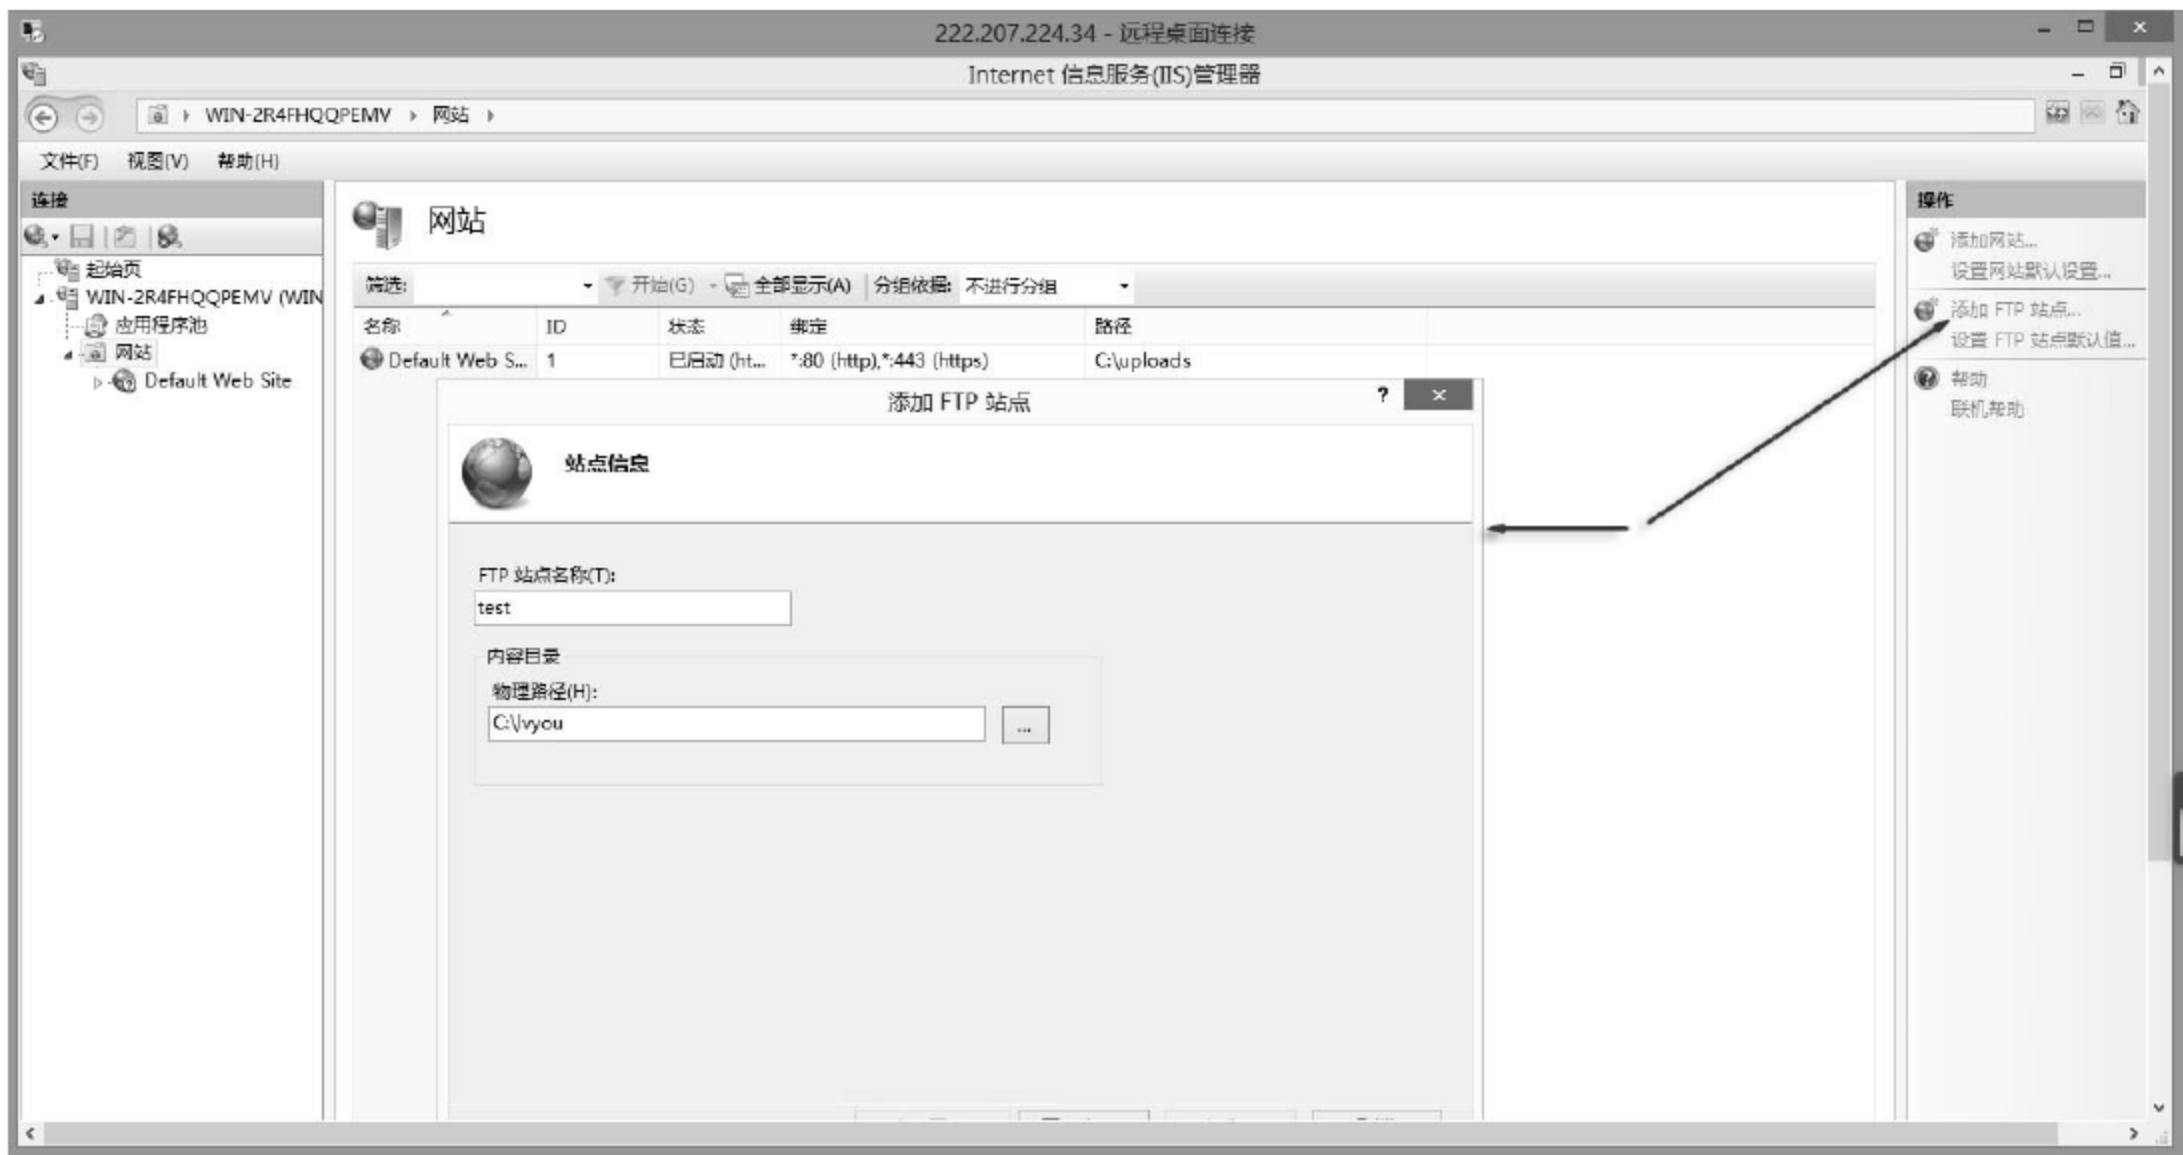 222.207.224.34 - 远程桌面连接
Internet 信息服务(IIS)管理器
WIN-2R4FHQQPEMV 网站
文件(F) 视图(V) 帮助(H)
连接
起始页
WIN-2R4FHQQPEMV (WIN
应用程序池
网站
Default Web Site
网站
筛选: 开始(G) 全部显示(A) 分组依据: 不进行分组
名称 ID 状态 绑定 路径
Default Web S... 1 已启动 (ht... *:80 (http),*:443 (https) C:\uploads
添加 FTP 站点 ?
站点信息
FTP 站点名称(T):
test
内容目录
物理路径(H):
C:\lvyou
...
操作
添加网站...
设置网站默认设置...
添加 FTP 站点...
设置 FTP 站点默认值...
帮助
联机帮助